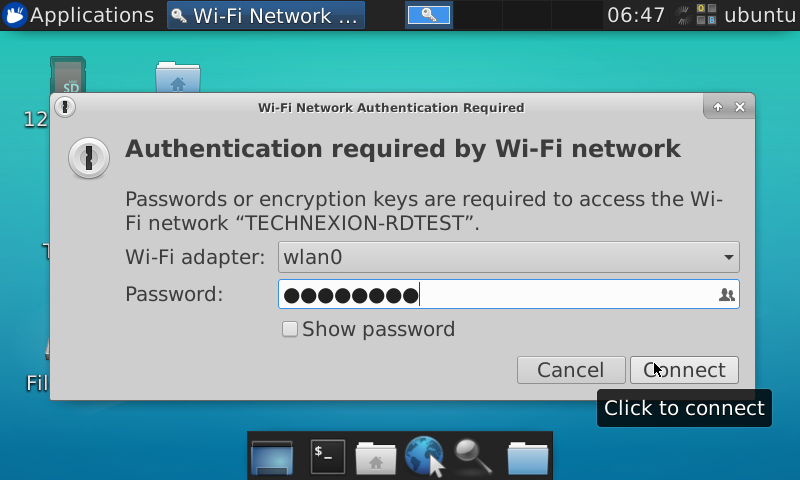 Applications
Wi-Fi Network ...
06:47
ubuntu
SD
12
Wi-Fi Network Authentication Required
Authentication required by Wi-Fi network
Passwords or encryption keys are required to access the Wi-
Fi network “TECHNEXION-RDTEST”.
Wi-Fi adapter:
wlan0
Password:
●●●●●●●●
Show password
Fil
Cancel
Connect
Click to connect
$_